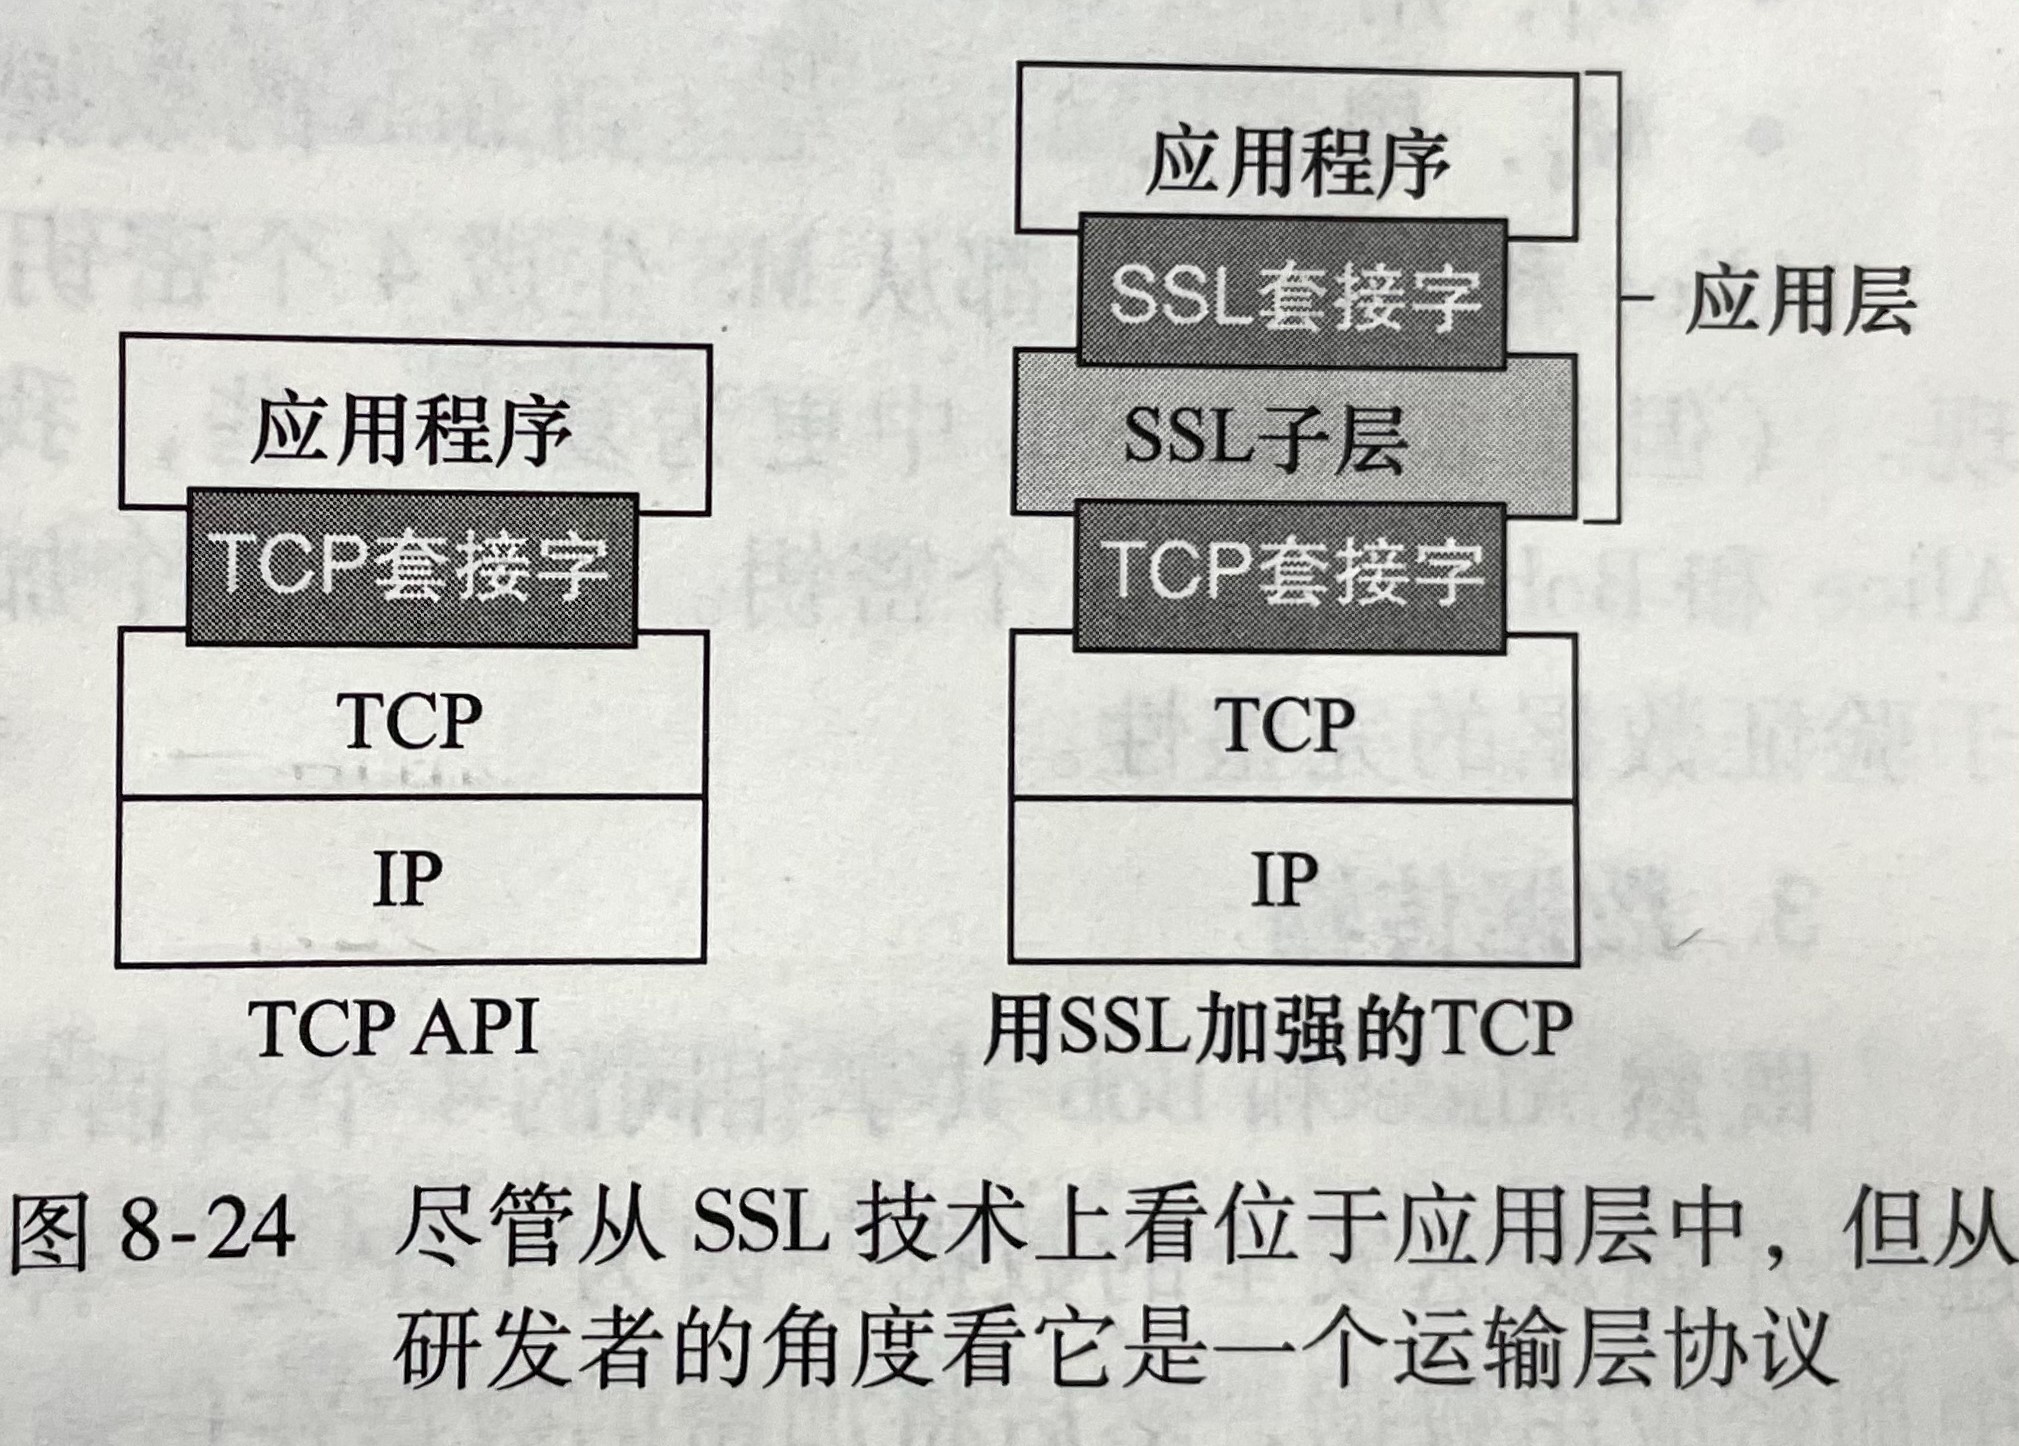 应用程序
TCP套接字
TCP
IP
TCP API
应用程序
SSL套接字
SSL子层
TCP套接字
TCP
IP
用SSL加强的TCP
应用层
图 8-24 尽管从 SSL 技术上看位于应用层中，但从
研发者的角度看它是一个运输层协议